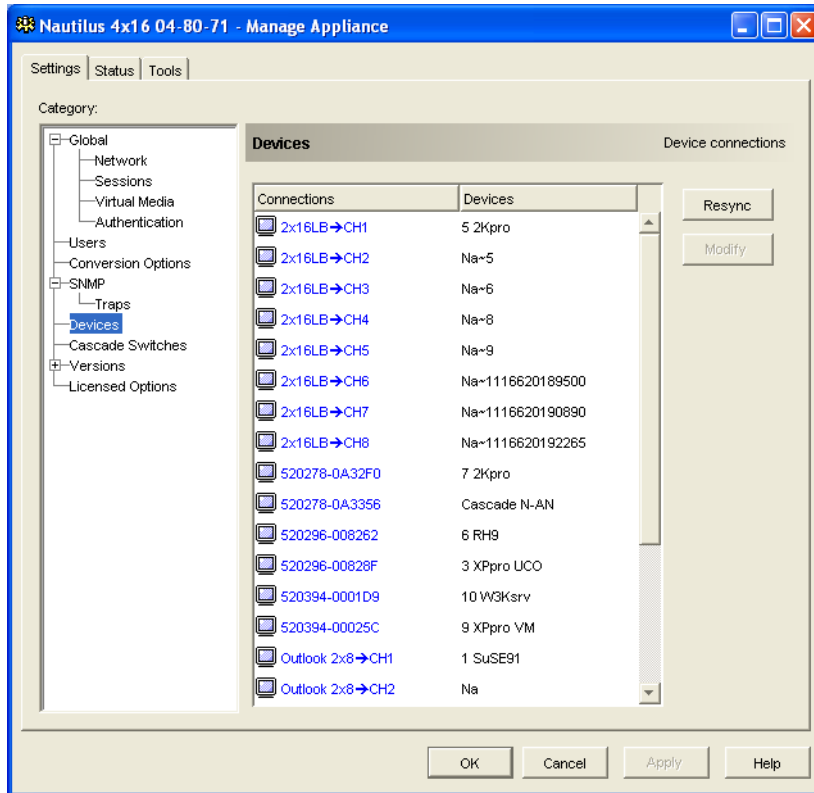 Nautilus 4x16 04-80-71 - Manage Appliance
Settings Status Tools
Category:
Global
Network
Sessions
Virtual Media
Authentication
Users
Conversion Options
SNMP
Traps
Devices
Cascade Switches
Versions
Licensed Options
Devices Device connections
Connections Devices
2x16LB→CH1 5 2Kpro
2x16LB→CH2 Na~5
2x16LB→CH3 Na~6
2x16LB→CH4 Na~8
2x16LB→CH5 Na~9
2x16LB→CH6 Na~1116620189500
2x16LB→CH7 Na~1116620190890
2x16LB→CH8 Na~1116620192265
520278-0A32F0 7 2Kpro
520278-0A3356 Cascade N-AN
520296-008262 6 RH9
520296-00828F 3 XPpro UCO
520394-0001D9 10 W3Ksrv
520394-00025C 9 XPpro VM
Outlook 2x8→CH1 1 SuSE91
Outlook 2x8→CH2 Na
Resync
Modify
OK Cancel Apply Help